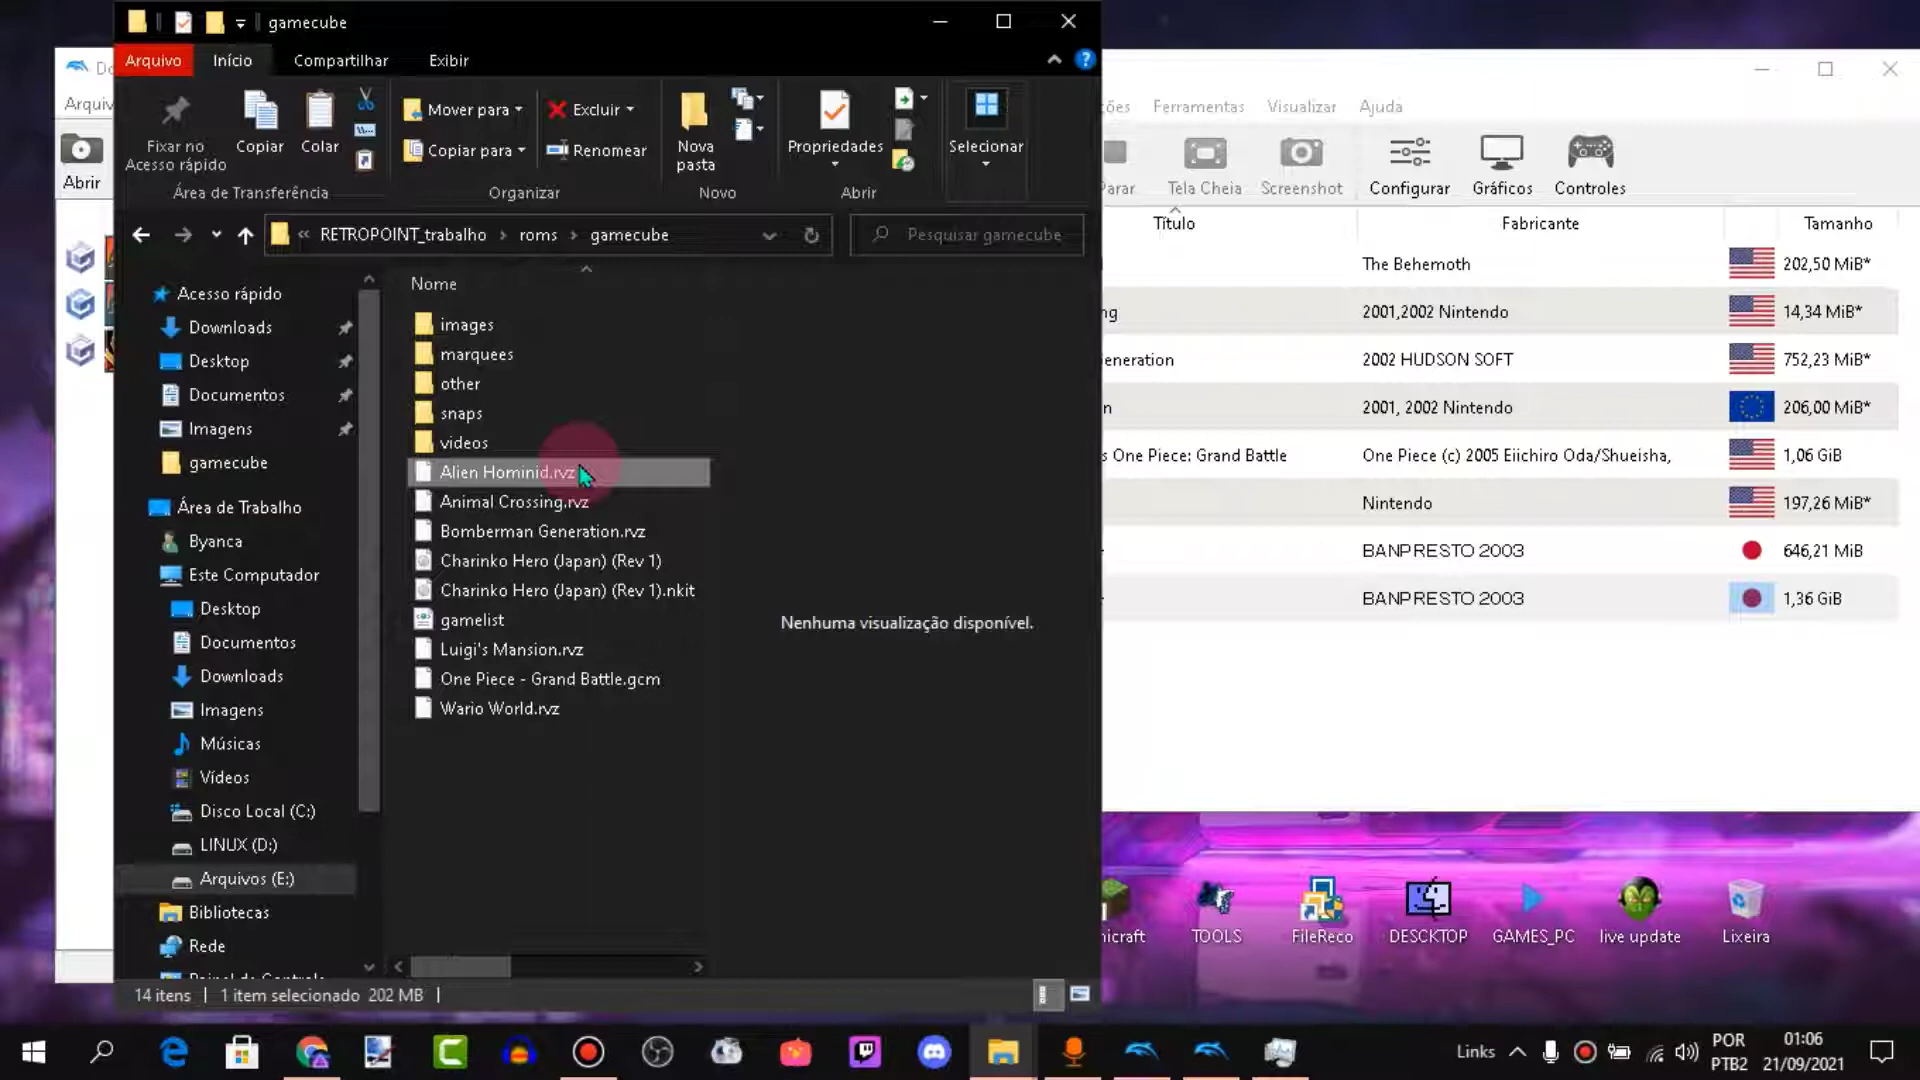 gamecube
Arquivo
Início
Compartilhar
Exibir
Fixar no
Acesso rápido
Copiar
Colar
Área de Transferência
Mover para
Copiar para
Excluir
Renomear
Organizar
Nova
pasta
Novo
Propriedades
Abrir
Selecionar
« RETROPOINT_trabalho > roms > gamecube
Pesquisar gamecube
Acesso rápido
Downloads
Desktop
Documentos
Imagens
gamecube
Área de Trabalho
Byanca
Este Computador
Desktop
Documentos
Downloads
Imagens
Músicas
Vídeos
Disco Local (C:)
LINUX (D:)
Arquivos (E:)
Bibliotecas
Rede
Painel de Controle
Nome
images
marquees
other
snaps
videos
Alien Hominid.rvz
Animal Crossing.rvz
Bomberman Generation.rvz
Charinko Hero (Japan) (Rev 1)
Charinko Hero (Japan) (Rev 1).nkit
gamelist
Luigi's Mansion.rvz
One Piece - Grand Battle.gcm
Wario World.rvz
Nenhuma visualização disponível.
14 itens
1 item selecionado 202 MB
Do
Arquiv
Abrir
ções
Ferramentas
Visualizar
Ajuda
Parar
Tela Cheia
Screenshot
Configurar
Gráficos
Controles
Título
Fabricante
Tamanho
The Behemoth
202,50 MiB*
ng
2001,2002 Nintendo
14,34 MiB*
eneration
2002 HUDSON SOFT
752,23 MiB*
n
2001, 2002 Nintendo
206,00 MiB*
s One Piece: Grand Battle
One Piece (c) 2005 Eiichiro Oda/Shueisha,
1,06 GiB
Nintendo
197,26 MiB*
BANPRESTO 2003
646,21 MiB
BANPRESTO 2003
1,36 GiB
nicraft
TOOLS
FileReco
DESCKTOP
GAMES_PC
live update
Lixeira
Links
POR
PTB2
01:06
21/09/2021